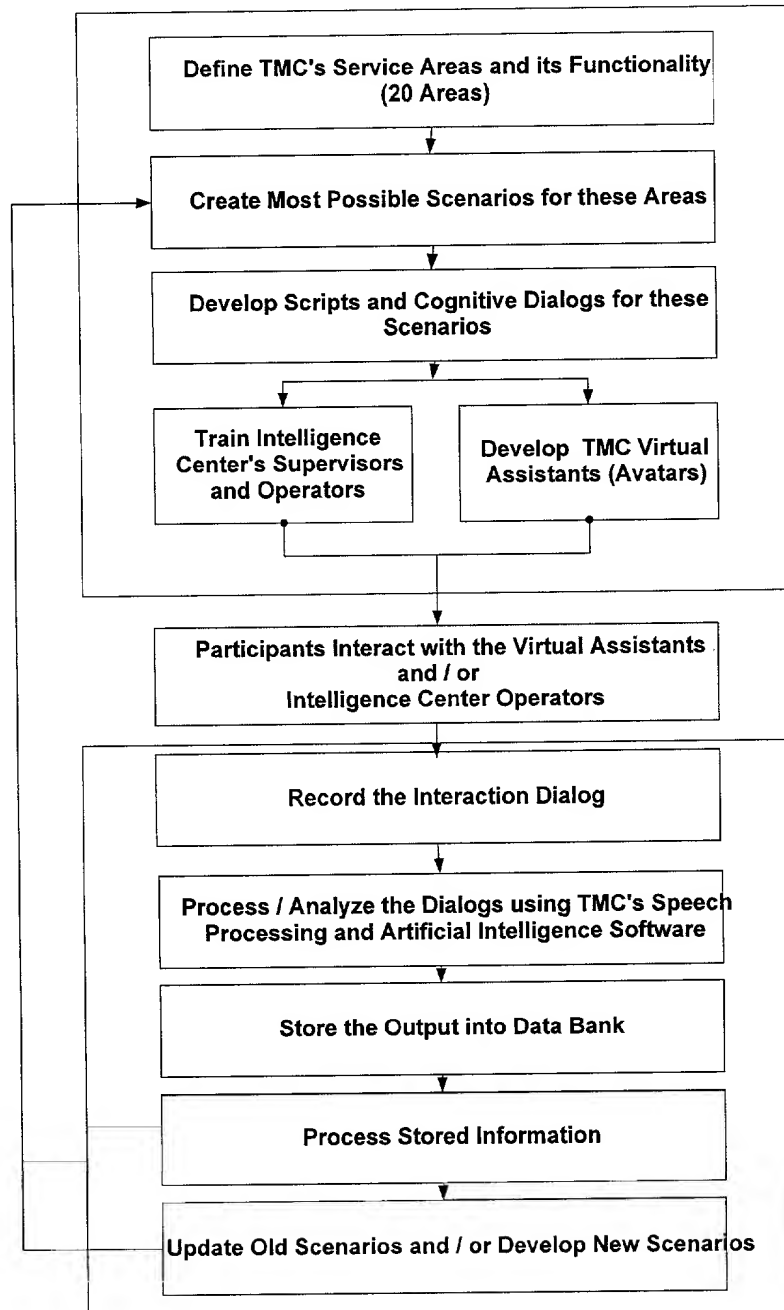 Define TMC's Service Areas and its Functionality
(20 Areas)
Create Most Possible Scenarios for these Areas
Develop Scripts and Cognitive Dialogs for these
Scenarios
Train Intelligence
Center's Supervisors
and Operators
Develop TMC Virtual
Assistants (Avatars)
Participants Interact with the Virtual Assistants
and / or
Intelligence Center Operators
Record the Interaction Dialog
Process / Analyze the Dialogs using TMC's Speech
Processing and Artificial Intelligence Software
Store the Output into Data Bank
Process Stored Information
Update Old Scenarios and / or Develop New Scenarios